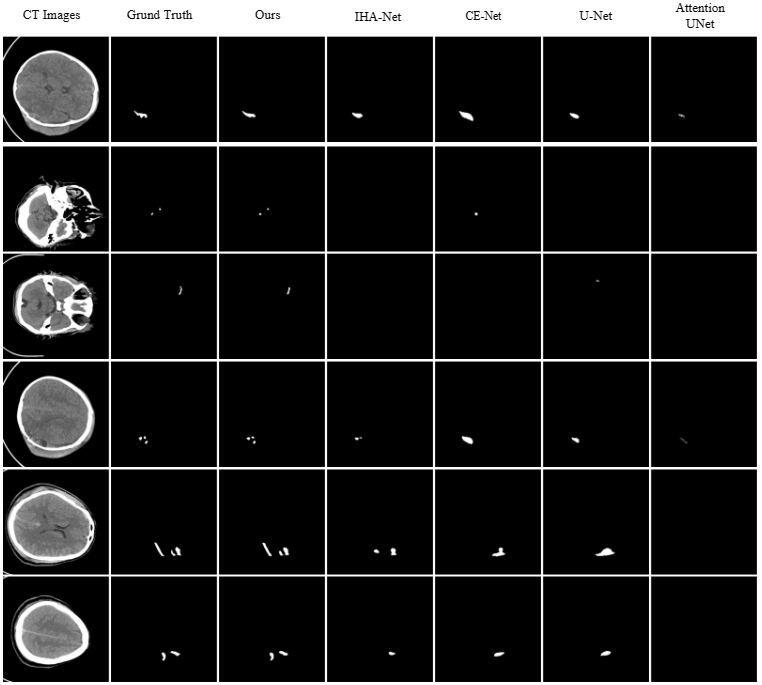 CT Images
Grund Truth
Ours
IHA-Net
CE-Net
U-Net
Attention
UNet